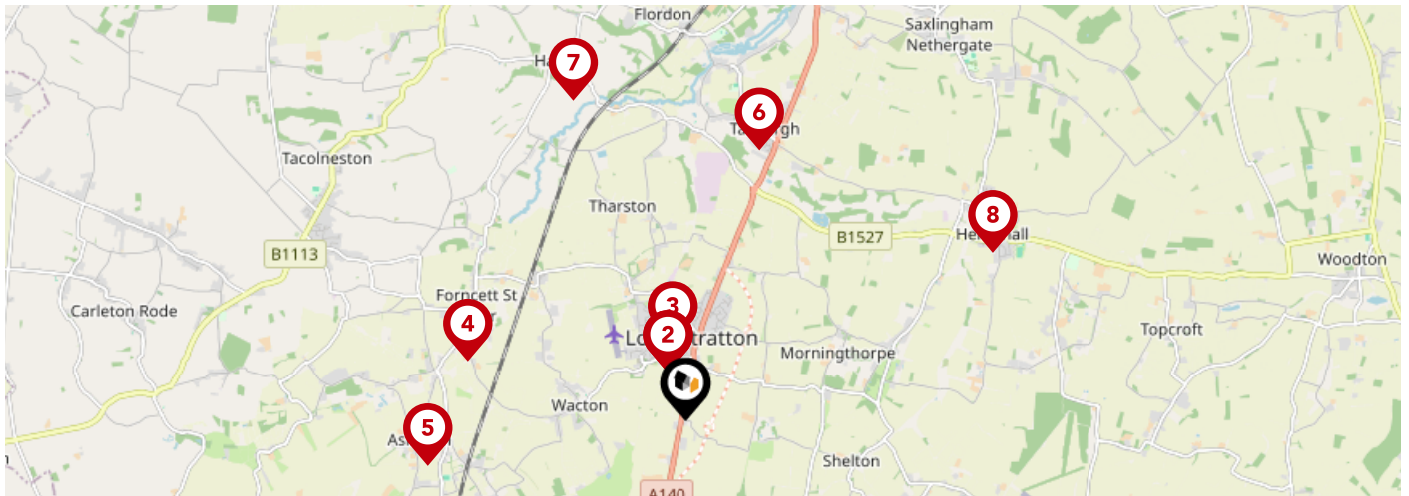 Flordon
Saxlingham
Nethergate
7
6
Tacolneston
Tharston
8
B1527
B1113
Woodton
Carleton Rode
Forncett St
3
4
2
Topcroft
Morningthorpe
Wacton
5
Shelton
A140